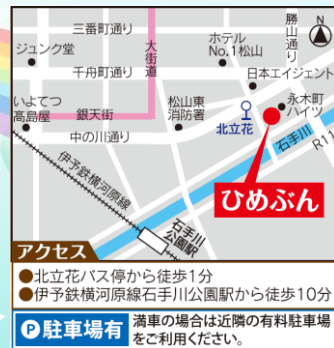 三番町通り
ジュンク堂
大街道
ホテル
No.1松山
勝山通り
N
千舟町通り
日本エイジェント
いよてつ
高島屋
銀天街
松山東
消防署
北立花
永木町
ハイツ
中の川通り
石手川
R11
伊予鉄横河原線
石手川
公園駅
ひめぶん
アクセス
●北立花バス停から徒歩1分
●伊予鉄横河原線石手川公園駅から徒歩10分
P駐車場有
満車の場合は近隣の有料駐車場
をご利用ください。